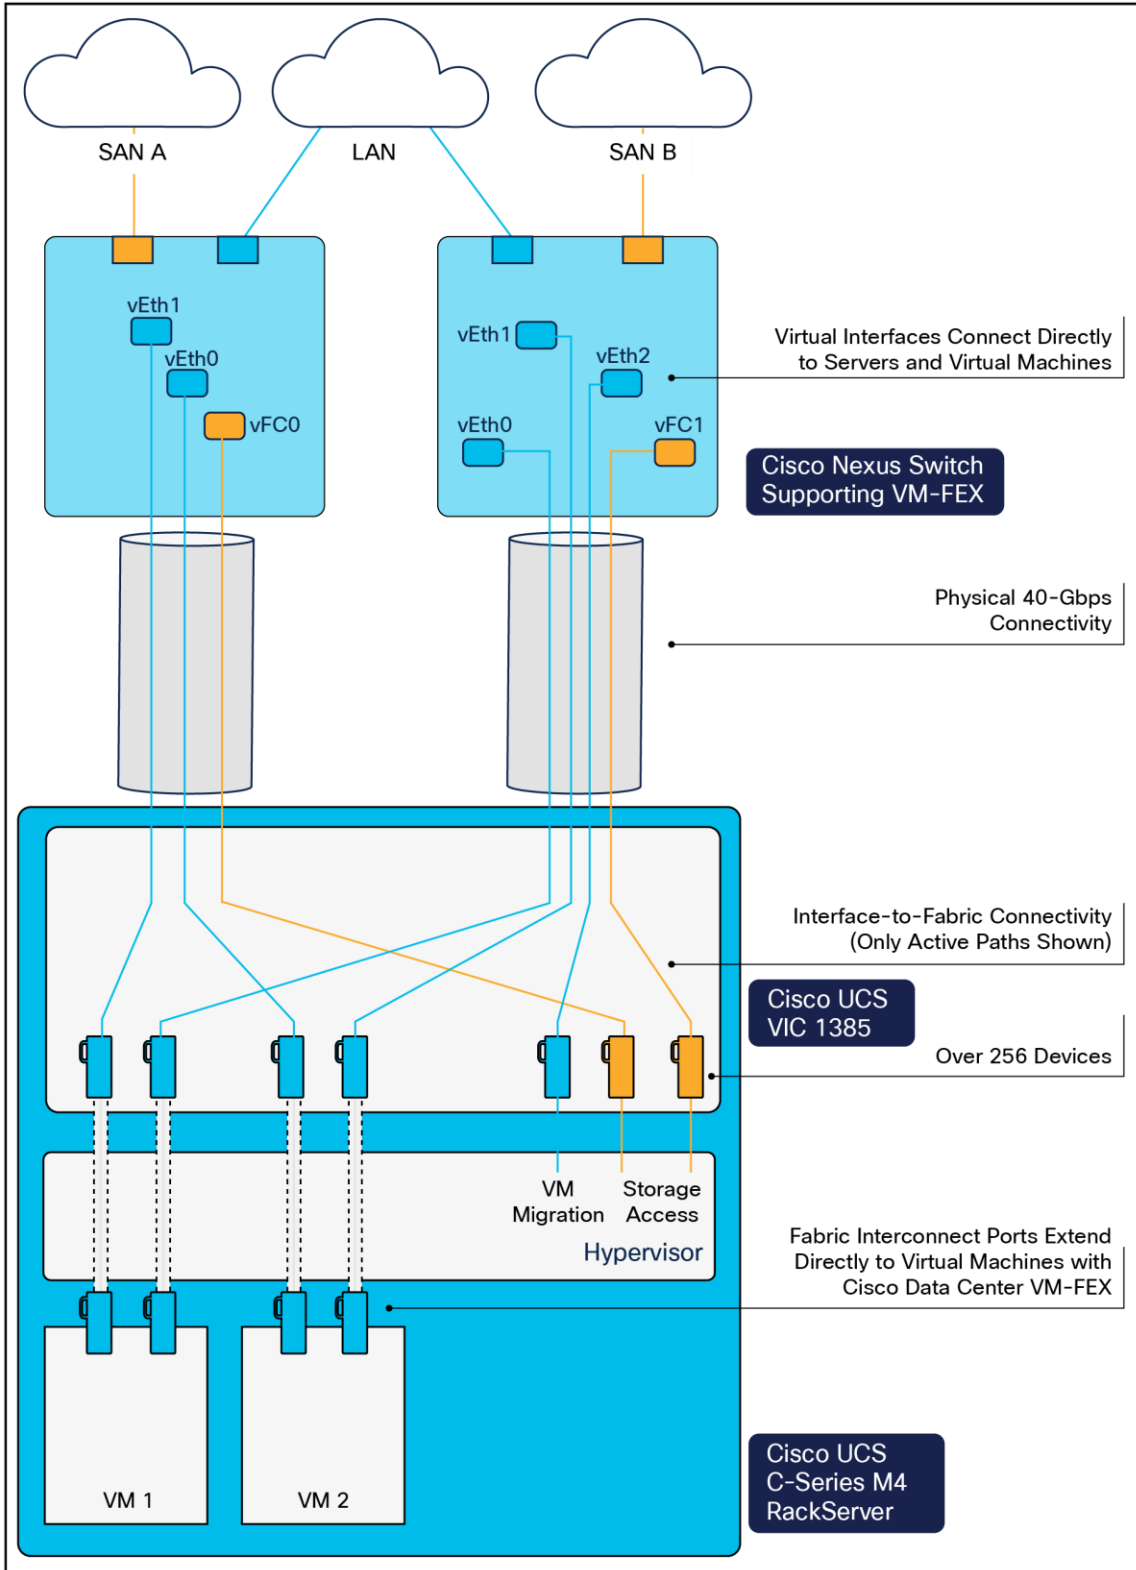 SAN A
LAN
SAN B
vEth1
vEth0
vFC0
vEth1
vEth2
vEth0
vFC1
Virtual Interfaces Connect Directly
to Servers and Virtual Machines
Cisco Nexus Switch
Supporting VM-FEX
Physical 40-Gbps
Connectivity
Interface-to-Fabric Connectivity
(Only Active Paths Shown)
Cisco UCS
VIC 1385
Over 256 Devices
VM
Migration
Storage
Access
Hypervisor
Fabric Interconnect Ports Extend
Directly to Virtual Machines with
Cisco Data Center VM-FEX
VM 1
VM 2
Cisco UCS
C-Series M4
RackServer